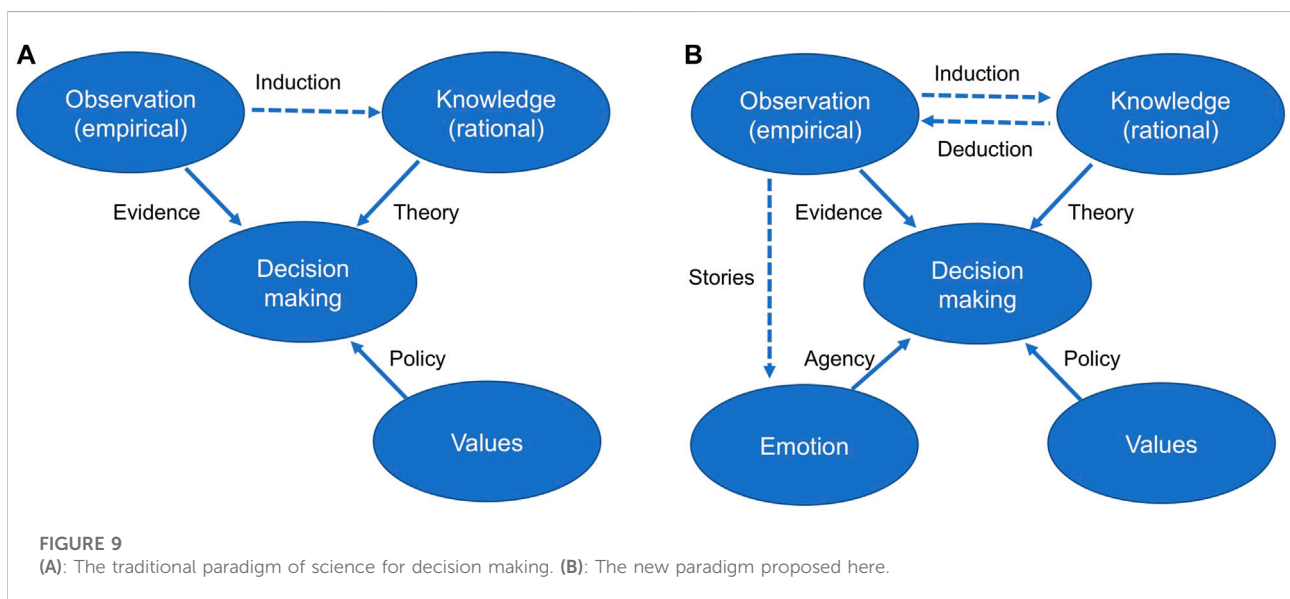 A
Observation
(empirical)
Induction
Knowledge
(rational)
Evidence
Theory
Decision
making
Policy
Values
B
Observation
(empirical)
Induction
Deduction
Knowledge
(rational)
Evidence
Theory
Stories
Decision
making
Agency
Policy
Emotion
Values
FIGURE 9
(A): The traditional paradigm of science for decision making. (B): The new paradigm proposed here.